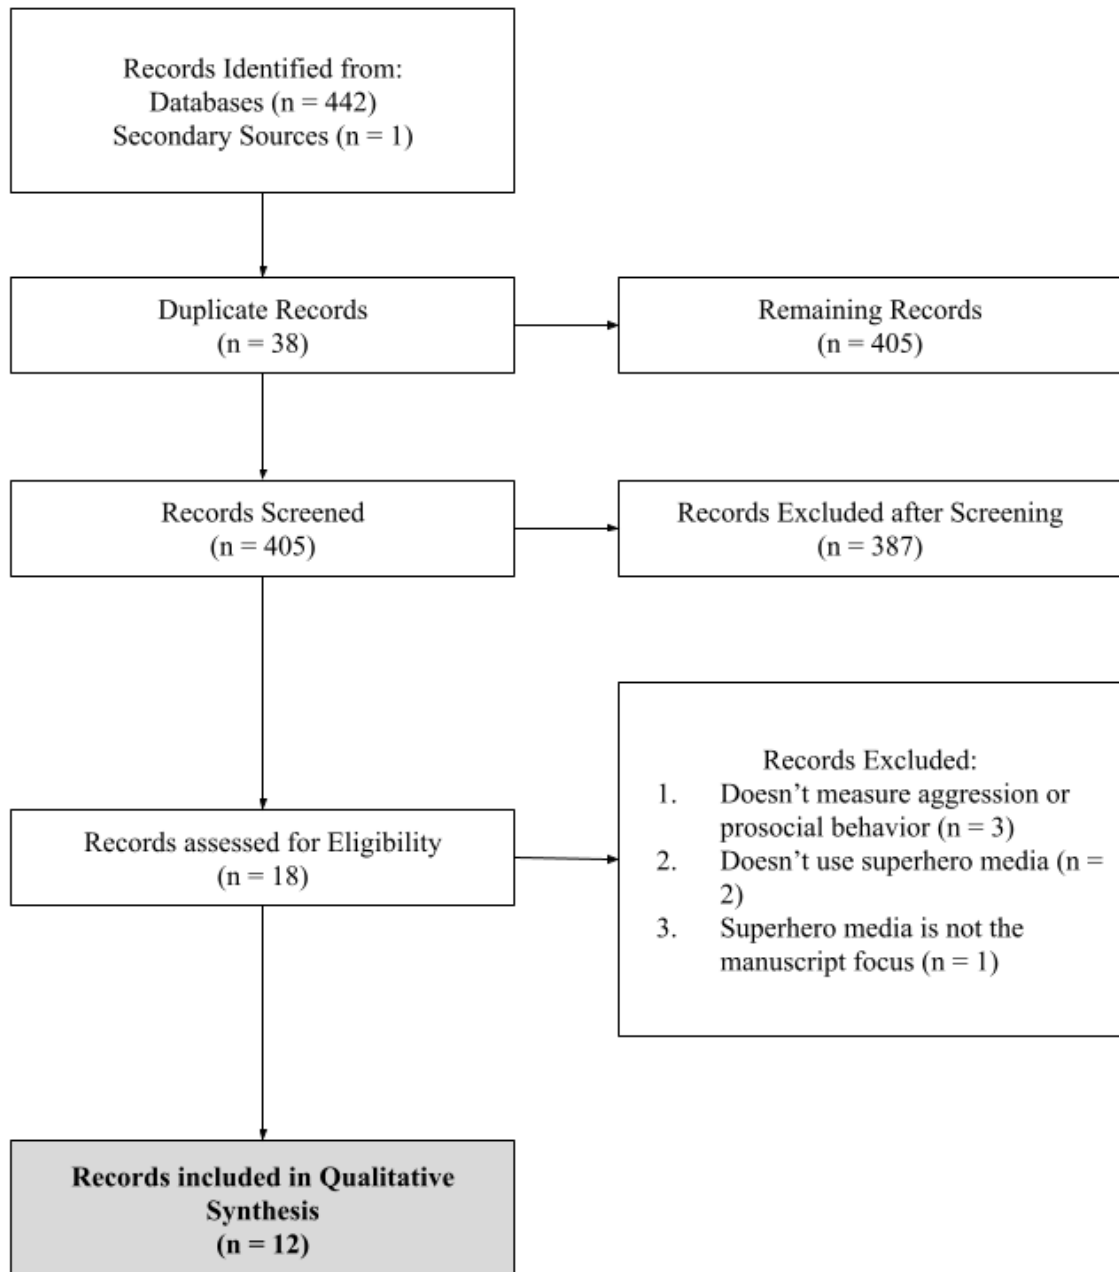 Records Identified from:
Databases (n = 442)
Secondary Sources (n = 1)
Duplicate Records
(n = 38)
Remaining Records
(n = 405)
Records Screened
(n = 405)
Records Excluded after Screening
(n = 387)
Records assessed for Eligibility
(n = 18)
Records Excluded:
1. Doesn’t measure aggression or
prosocial behavior (n = 3)
2. Doesn’t use superhero media (n =
2)
3. Superhero media is not the
manuscript focus (n = 1)
Records included in Qualitative
Synthesis
(n = 12)